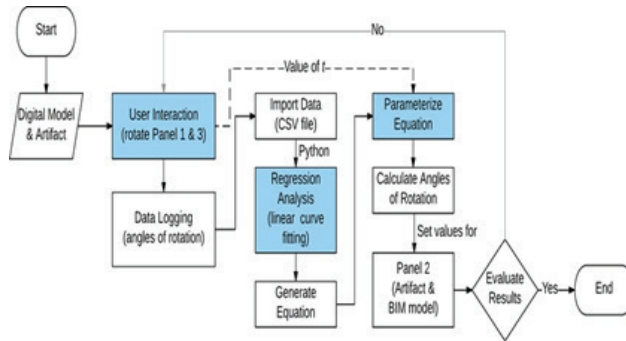 Start
No
Digital Model
& Artifact
User Interaction
(rotate Panel 1 & 3)
Value of t
Import Data
(CSV file)
Parameterize
Equation
Python
Data Logging
(angles of rotation)
Regression
Analysis
(linear curve
fitting)
Calculate Angles
of Rotation
Set values for
Generate
Equation
Panel 2
(Artifact &
BIM model)
Evaluate
Results
Yes
End